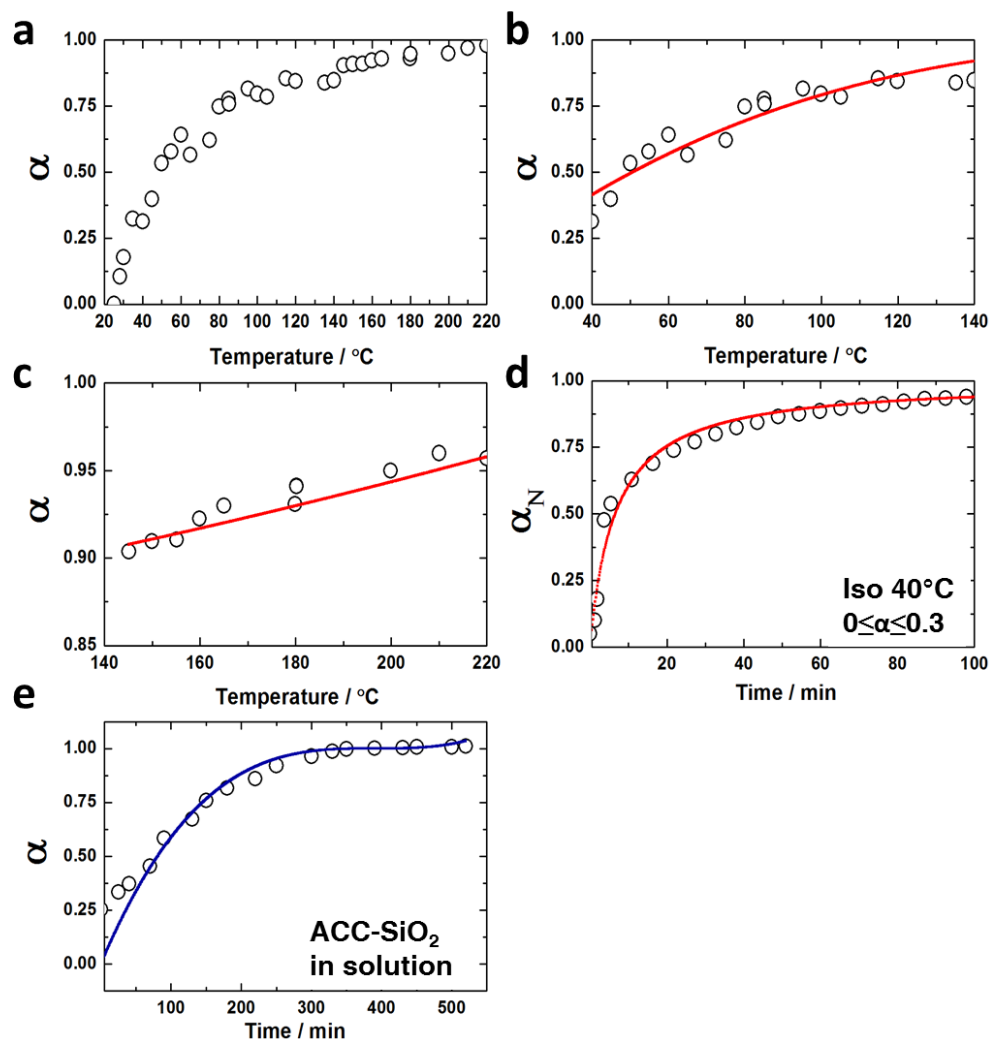 a
1.00
0.75
0.50
0.25
0.00
α
20 40 60 80 100 120 140 160 180 200 220
Temperature / °C
b
1.00
0.75
0.50
0.25
0.00
α
40 60 80 100 120 140
Temperature / °C
c
1.00
0.95
0.90
0.85
α
140 160 180 200 220
Temperature / °C
d
1.00
0.75
0.50
0.25
0.00
αN
Iso 40°C
0≤α≤0.3
20 40 60 80 100
Time / min
e
1.00
0.75
0.50
0.25
0.00
α
ACC-SiO₂
in solution
100 200 300 400 500
Time / min